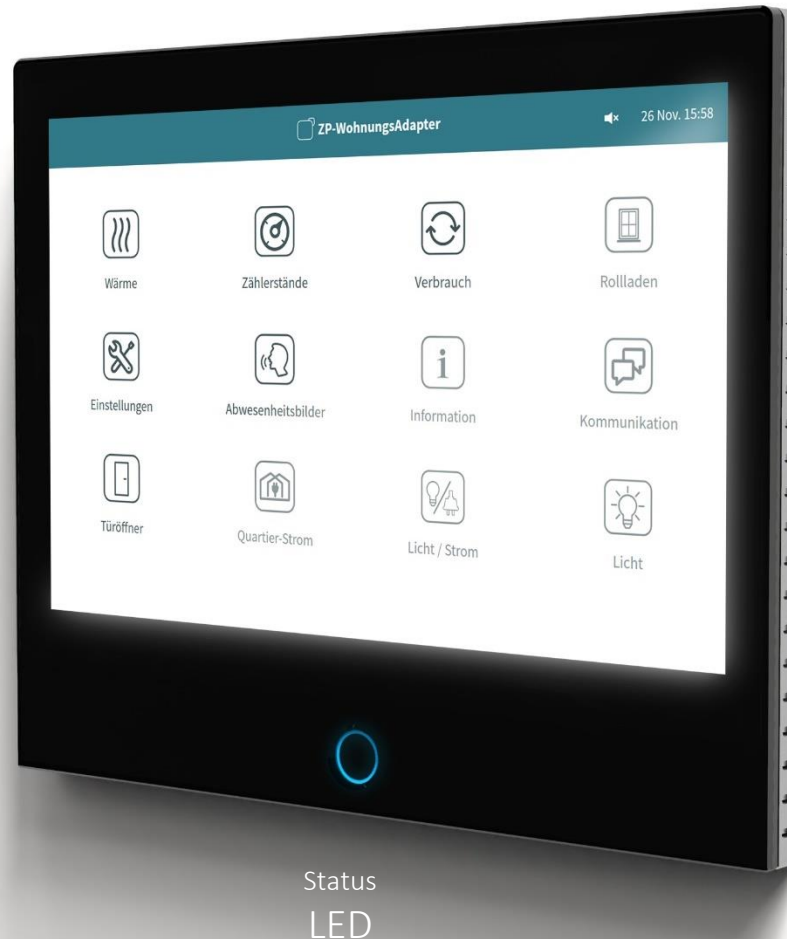 ZP-WohnungsAdapter
26 Nov. 15:58
Wärme
Zählerstände
Verbrauch
Rollladen
Einstellungen
Abwesenheitsbilder
Information
Kommunikation
Türöffner
Quartier-Strom
Licht / Strom
Licht
Status
LED